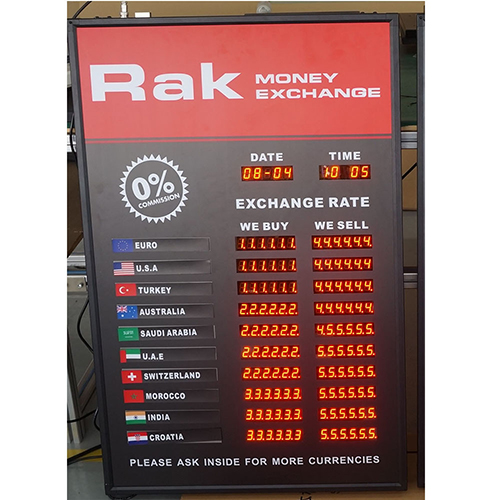 Rak MONEY EXCHANGE
DATE TIME
08-04 10 05
0% COMMISSION
EXCHANGE RATE
WE BUY WE SELL
EURO 1.1.1.1.1.1 4.4.4.4.4.4.
U.S.A 1.1.1.1.1.1 4.4.4.4.4.4.
TURKEY 1.1.1.1.1.1 4.4.4.4.4.4.
AUSTRALIA 2.2.2.2.2.2. 4.4.4.4.4.4.
SAUDI ARABIA 2.2.2.2.2.2. 4.5.5.5.5.5.
U.A.E 2.2.2.2.2.2. 5.5.5.5.5.5.
SWITZERLAND 2.2.2.2.2.2. 5.5.5.5.5.5.
MOROCCO 3.3.3.3.3.3 5.5.5.5.5.5.
INDIA 3.3.3.3.3.3 5.5.5.5.5.5.
CROATIA 3.3.3.3.3.3 5.5.5.5.5.5.
PLEASE ASK INSIDE FOR MORE CURRENCIES